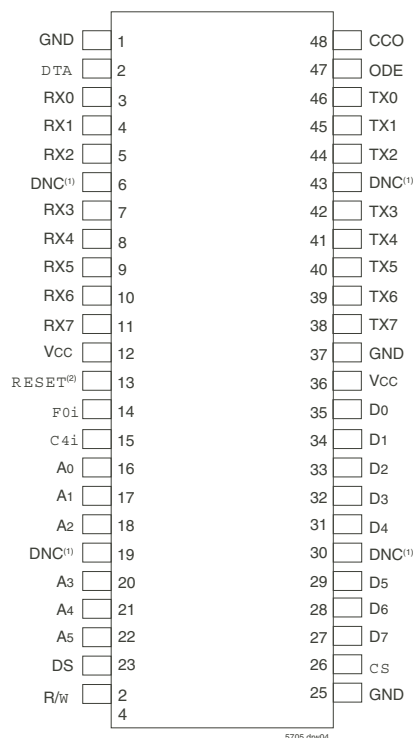 GND 1 48 CCO
DTA 2 47 ODE
RX0 3 46 TX0
RX1 4 45 TX1
RX2 5 44 TX2
DNC(1) 6 43 DNC(1)
RX3 7 42 TX3
RX4 8 41 TX4
RX5 9 40 TX5
RX6 10 39 TX6
RX7 11 38 TX7
VCC 12 37 GND
RESET(2) 13 36 VCC
F0i 14 35 D0
C4i 15 34 D1
A0 16 33 D2
A1 17 32 D3
A2 18 31 D4
DNC(1) 19 30 DNC(1)
A3 20 29 D5
A4 21 28 D6
A5 22 27 D7
DS 23 26 CS
R/W 2 25 GND
4
5705 drw04